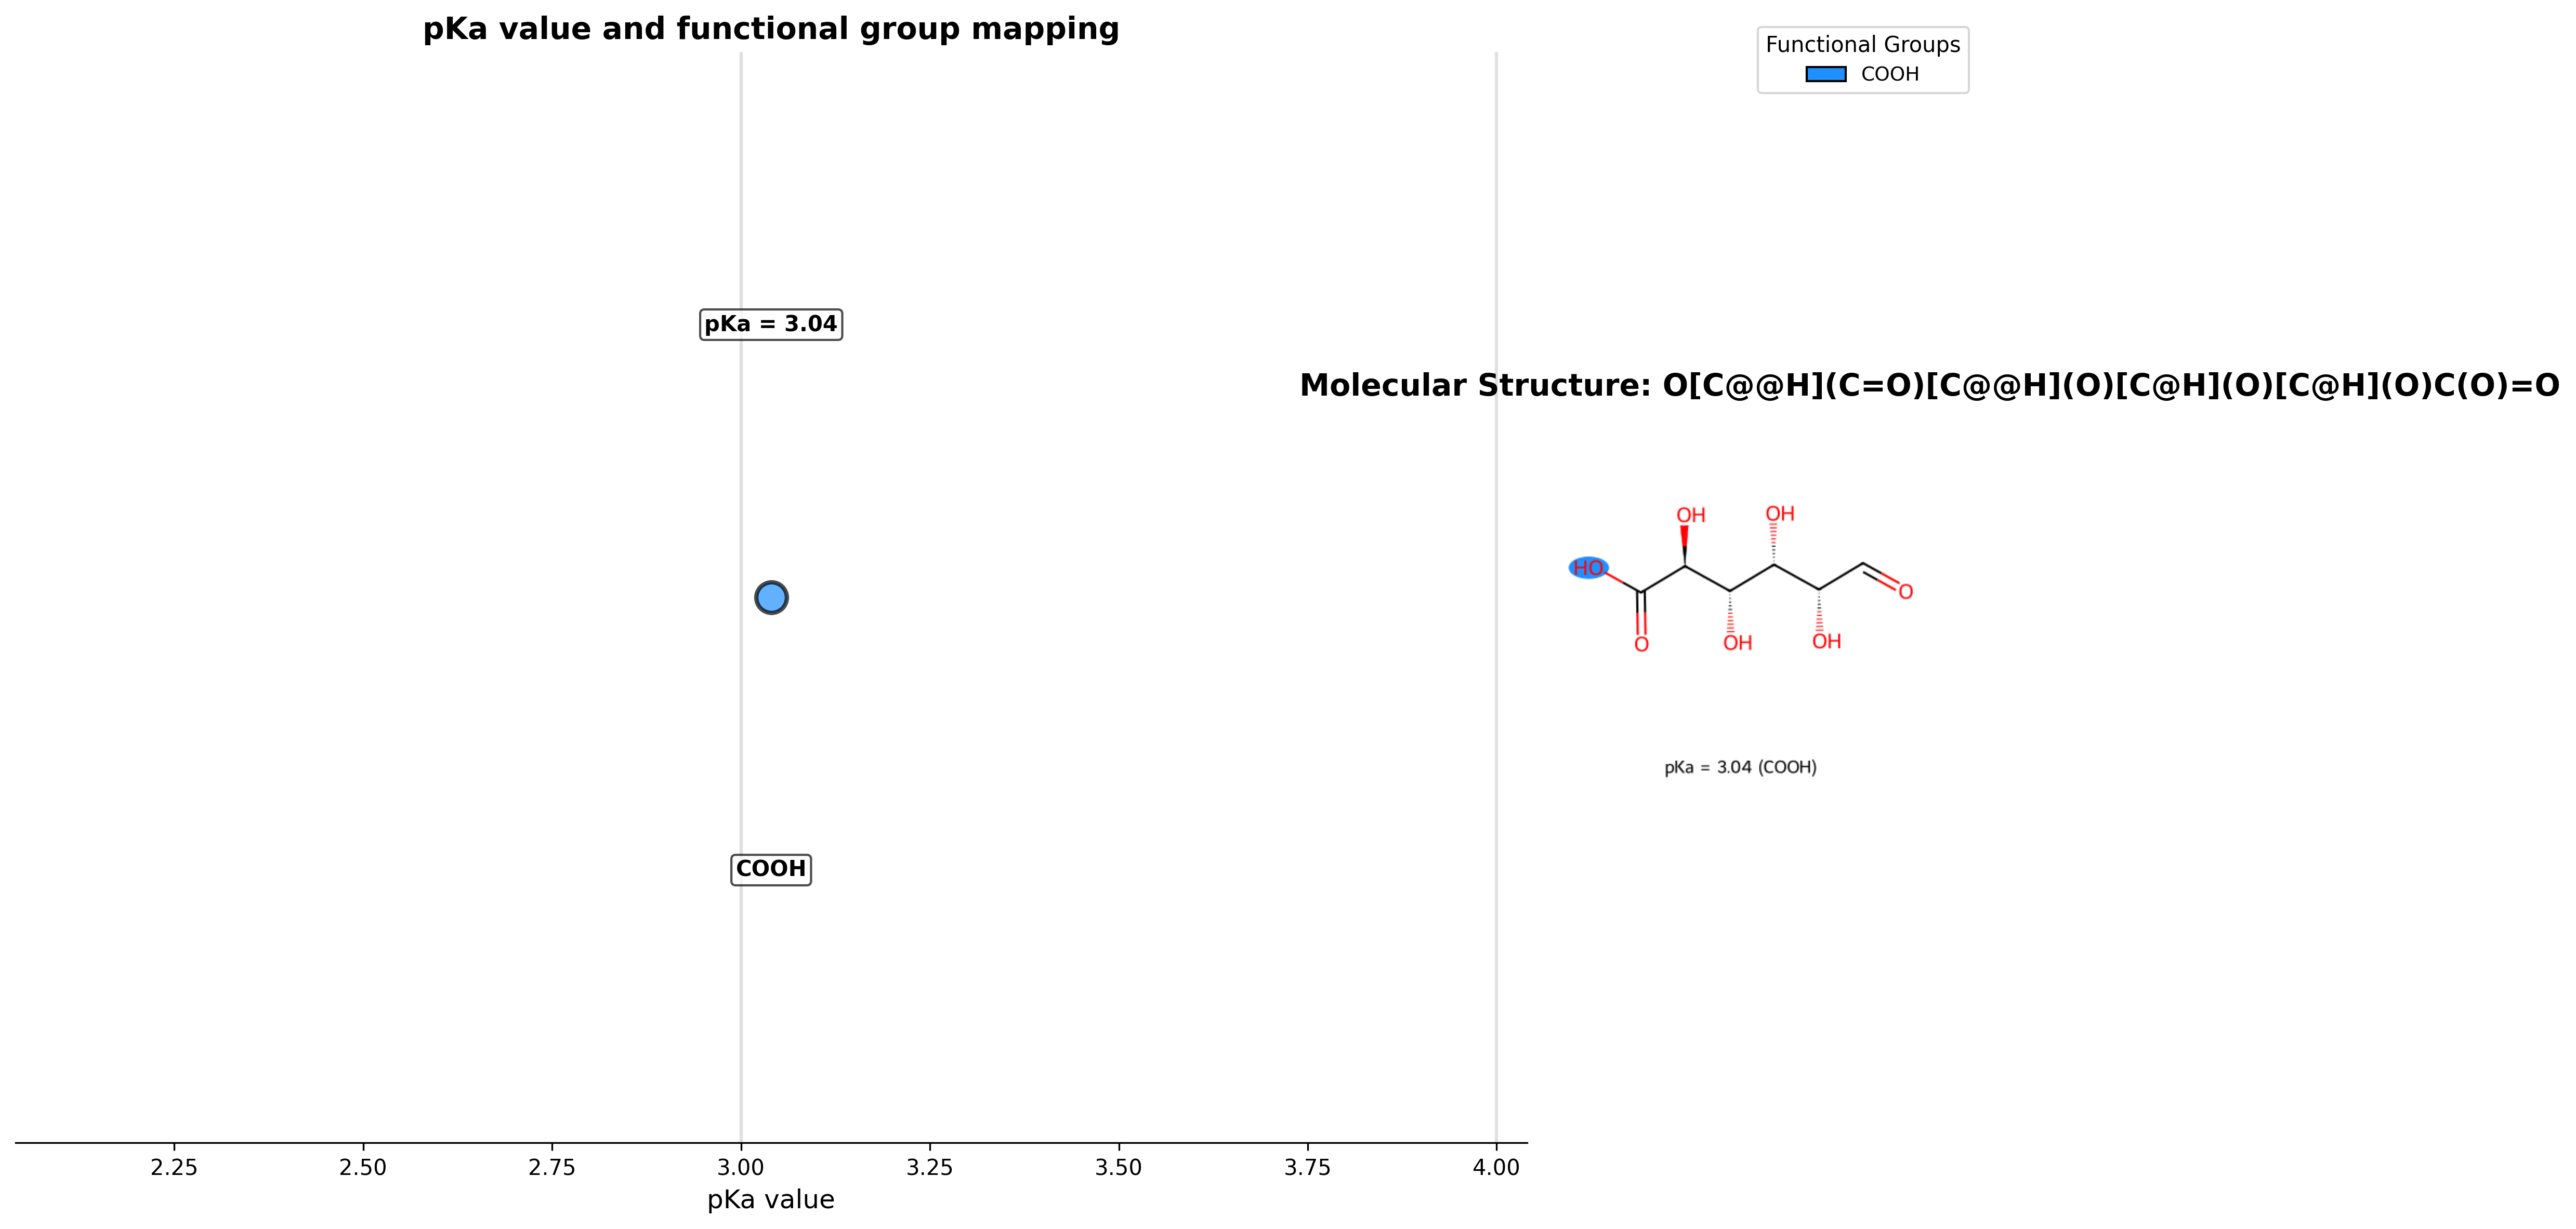 pKa value and functional group mapping
Functional Groups
COOH
pKa = 3.04
Molecular Structure: O[C@@H](C=O)[C@@H](O)[C@H](O)[C@H](O)C(O)=O
OH
OH
HO
O
O
OH
OH
pKa = 3.04 (COOH)
COOH
2.25 2.50 2.75 3.00 3.25 3.50 3.75 4.00
pKa value